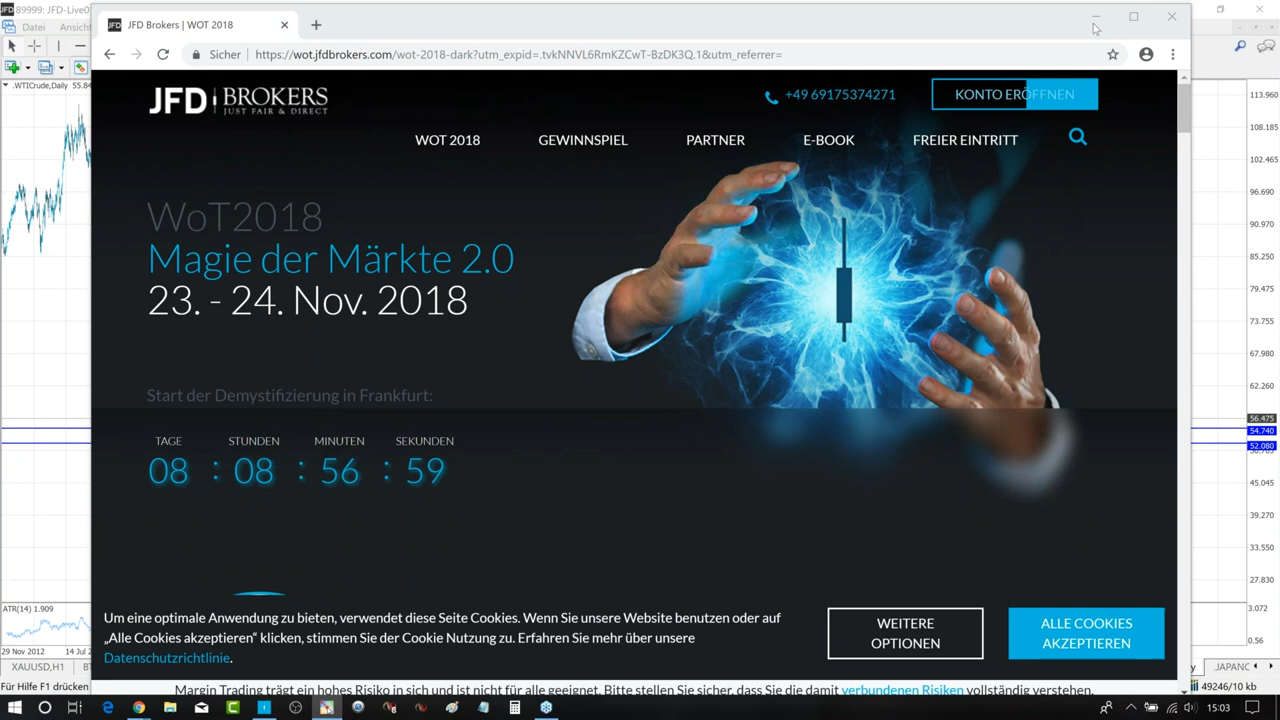 89999: JFD-Live0
JFD Brokers | WOT 2018
Datei
Ansicht
Sicher
https://wot.jfdbrokers.com/wot-2018-dark?utm_expid=.tvkNNVL6RmKZCwT-BzDK3Q.1&utm_referrer=
.WTICrude,Daily 55.84
JFD BROKERS
JUST FAIR & DIRECT
+49 69175374271
KONTO ERÖFFNEN
WOT 2018
GEWINNSPIEL
PARTNER
E-BOOK
FREIER EINTRITT
WoT2018
Magie der Märkte 2.0
23. - 24. Nov. 2018
Start der Demystifizierung in Frankfurt:
TAGE STUNDEN MINUTEN SEKUNDEN
08 : 08 : 56 : 59
113.960
108.185
102.465
96.690
90.970
85.250
79.475
73.755
67.980
62.260
56.475
54.740
52.080
45.045
39.270
33.550
27.830
3.072
0.56
Um eine optimale Anwendung zu bieten, verwendet diese Seite Cookies. Wenn Sie unsere Website benutzen oder auf
„Alle Cookies akzeptieren“ klicken, stimmen Sie der Cookie Nutzung zu. Erfahren Sie mehr über unsere
Datenschutzrichtlinie.
WEITERE
OPTIONEN
ALLE COOKIES
AKZEPTIEREN
ATR(14) 1.909
29 Nov 2012
14 Jul 2
XAUUSD,H1
JAPANC
Für Hilfe F1 drücken
Margin Trading trägt ein hohes Risiko in sich und ist nicht für alle geeignet. Bitte stellen Sie sicher, dass Sie die damit verbundenen Risiken vollständig verstehen.
49246/10 kb
15:03